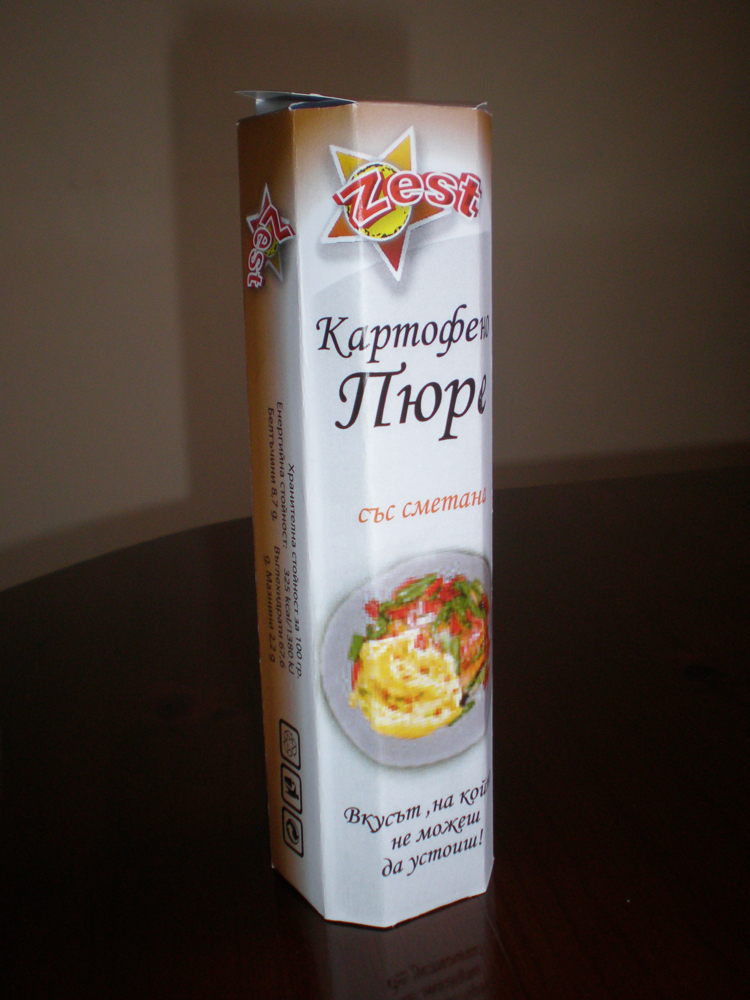 Zest
Картофено
Пюре
със сметана
Вкусът ,на който
не можеш
да устоиш!
Zest
Хранителна стойност за 100 гр.
Енергийна стойност: 325 kcal/1380 kJ
Белтъчини 8,7 g. Въглехидрати 67,6
g. Мазнини 2,2 g